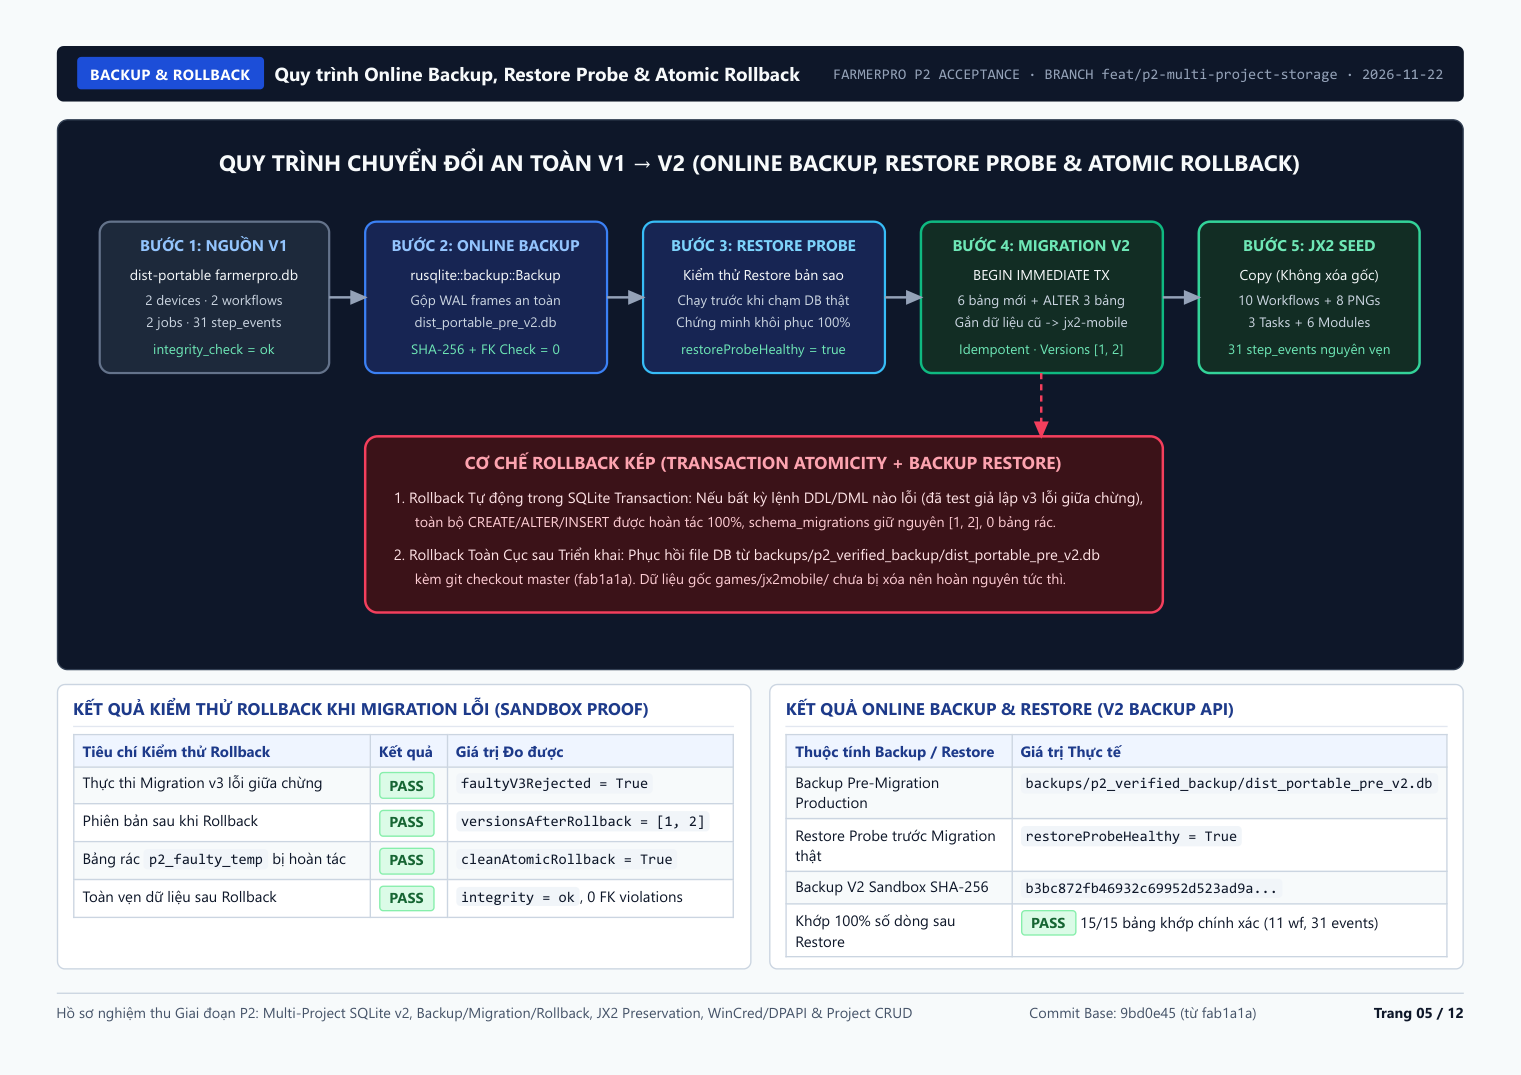 BACKUP & ROLLBACK
Quy trình Online Backup, Restore Probe & Atomic Rollback
FARMERPRO P2 ACCEPTANCE · BRANCH feat/p2-multi-project-storage · 2026-11-22
QUY TRÌNH CHUYỂN ĐỔI AN TOÀN V1 → V2 (ONLINE BACKUP, RESTORE PROBE & ATOMIC ROLLBACK)
BƯỚC 1: NGUỒN V1
dist-portable farmerpro.db
2 devices · 2 workflows
2 jobs · 31 step_events
integrity_check = ok
BƯỚC 2: ONLINE BACKUP
rusqlite::backup::Backup
Gộp WAL frames an toàn
dist_portable_pre_v2.db
SHA-256 + FK Check = 0
BƯỚC 3: RESTORE PROBE
Kiểm thử Restore bản sao
Chạy trước khi chạm DB thật
Chứng minh khôi phục 100%
restoreProbeHealthy = true
BƯỚC 4: MIGRATION V2
BEGIN IMMEDIATE TX
6 bảng mới + ALTER 3 bảng
Gắn dữ liệu cũ -> jx2-mobile
Idempotent · Versions [1, 2]
BƯỚC 5: JX2 SEED
Copy (Không xóa gốc)
10 Workflows + 8 PNGs
3 Tasks + 6 Modules
31 step_events nguyên vẹn
CƠ CHẾ ROLLBACK KÉP (TRANSACTION ATOMICITY + BACKUP RESTORE)
1. Rollback Tự động trong SQLite Transaction: Nếu bất kỳ lệnh DDL/DML nào lỗi (đã test giả lập v3 lỗi giữa chừng),
toàn bộ CREATE/ALTER/INSERT được hoàn tác 100%, schema_migrations giữ nguyên [1, 2], 0 bảng rác.
2. Rollback Toàn Cục sau Triển khai: Phục hồi file DB từ backups/p2_verified_backup/dist_portable_pre_v2.db
kèm git checkout master (fab1a1a). Dữ liệu gốc games/jx2mobile/ chưa bị xóa nên hoàn nguyên tức thì.
KẾT QUẢ KIỂM THỬ ROLLBACK KHI MIGRATION LỖI (SANDBOX PROOF)
Tiêu chí Kiểm thử Rollback Kết quả Giá trị Đo được
Thực thi Migration v3 lỗi giữa chừng PASS faultyV3Rejected = True
Phiên bản sau khi Rollback PASS versionsAfterRollback = [1, 2]
Bảng rác p2_faulty_temp bị hoàn tác PASS cleanAtomicRollback = True
Toàn vẹn dữ liệu sau Rollback PASS integrity = ok , 0 FK violations
KẾT QUẢ ONLINE BACKUP & RESTORE (V2 BACKUP API)
Thuộc tính Backup / Restore Giá trị Thực tế
Backup Pre-Migration
Production
backups/p2_verified_backup/dist_portable_pre_v2.db
Restore Probe trước Migration
thật
restoreProbeHealthy = True
Backup V2 Sandbox SHA-256 b3bc872fb46932c69952d523ad9a...
Khớp 100% số dòng sau
Restore
PASS 15/15 bảng khớp chính xác (11 wf, 31 events)
Hồ sơ nghiệm thu Giai đoạn P2: Multi-Project SQLite v2, Backup/Migration/Rollback, JX2 Preservation, WinCred/DPAPI & Project CRUD
Commit Base: 9bd0e45 (từ fab1a1a)
Trang 05 / 12